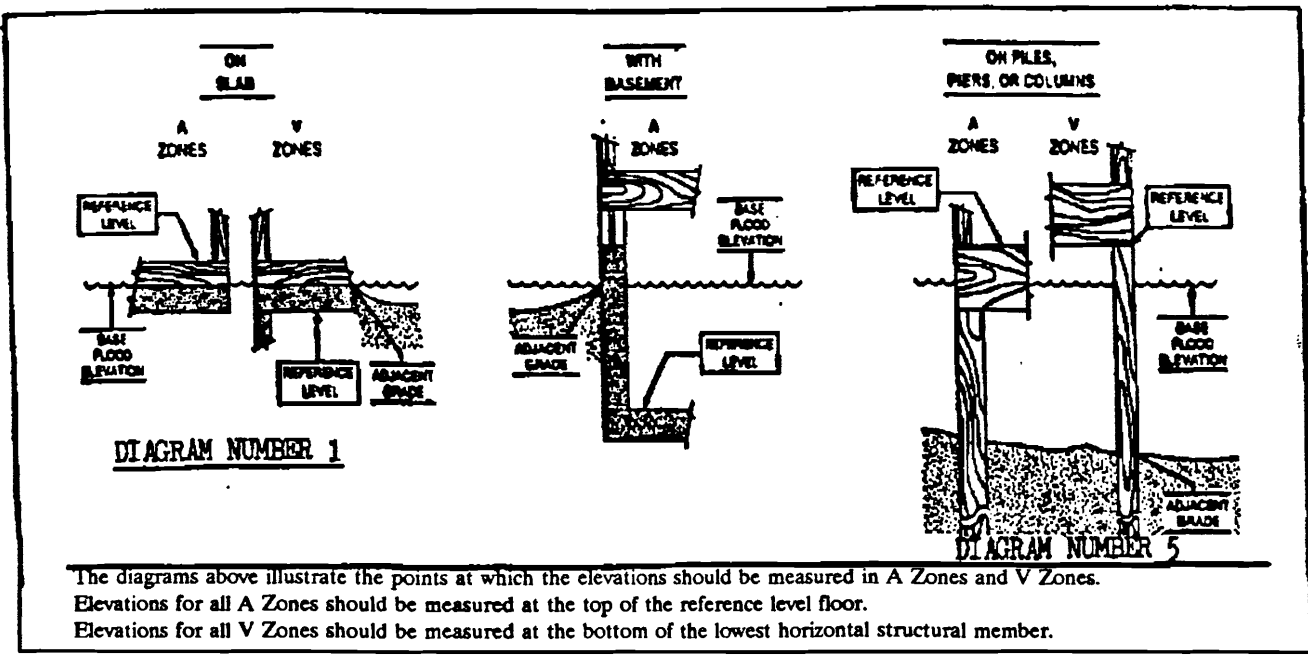 ON
SLAB
A
ZONES
V
ZONES
REFERENCE
LEVEL
BASE
FLOOD
ELEVATION
REFERENCE
LEVEL
ADJACENT
GRADE
DIAGRAM NUMBER 1
WITH
BASEMENT
A
ZONES
BASE
FLOOD
ELEVATION
ADJACENT
GRADE
REFERENCE
LEVEL
ON PILES,
PIERS, OR COLUMNS
A
ZONES
V
ZONES
REFERENCE
LEVEL
REFERENCE
LEVEL
BASE
FLOOD
ELEVATION
ADJACENT
GRADE
DIAGRAM NUMBER 5
The diagrams above illustrate the points at which the elevations should be measured in A Zones and V Zones.
Elevations for all A Zones should be measured at the top of the reference level floor.
Elevations for all V Zones should be measured at the bottom of the lowest horizontal structural member.